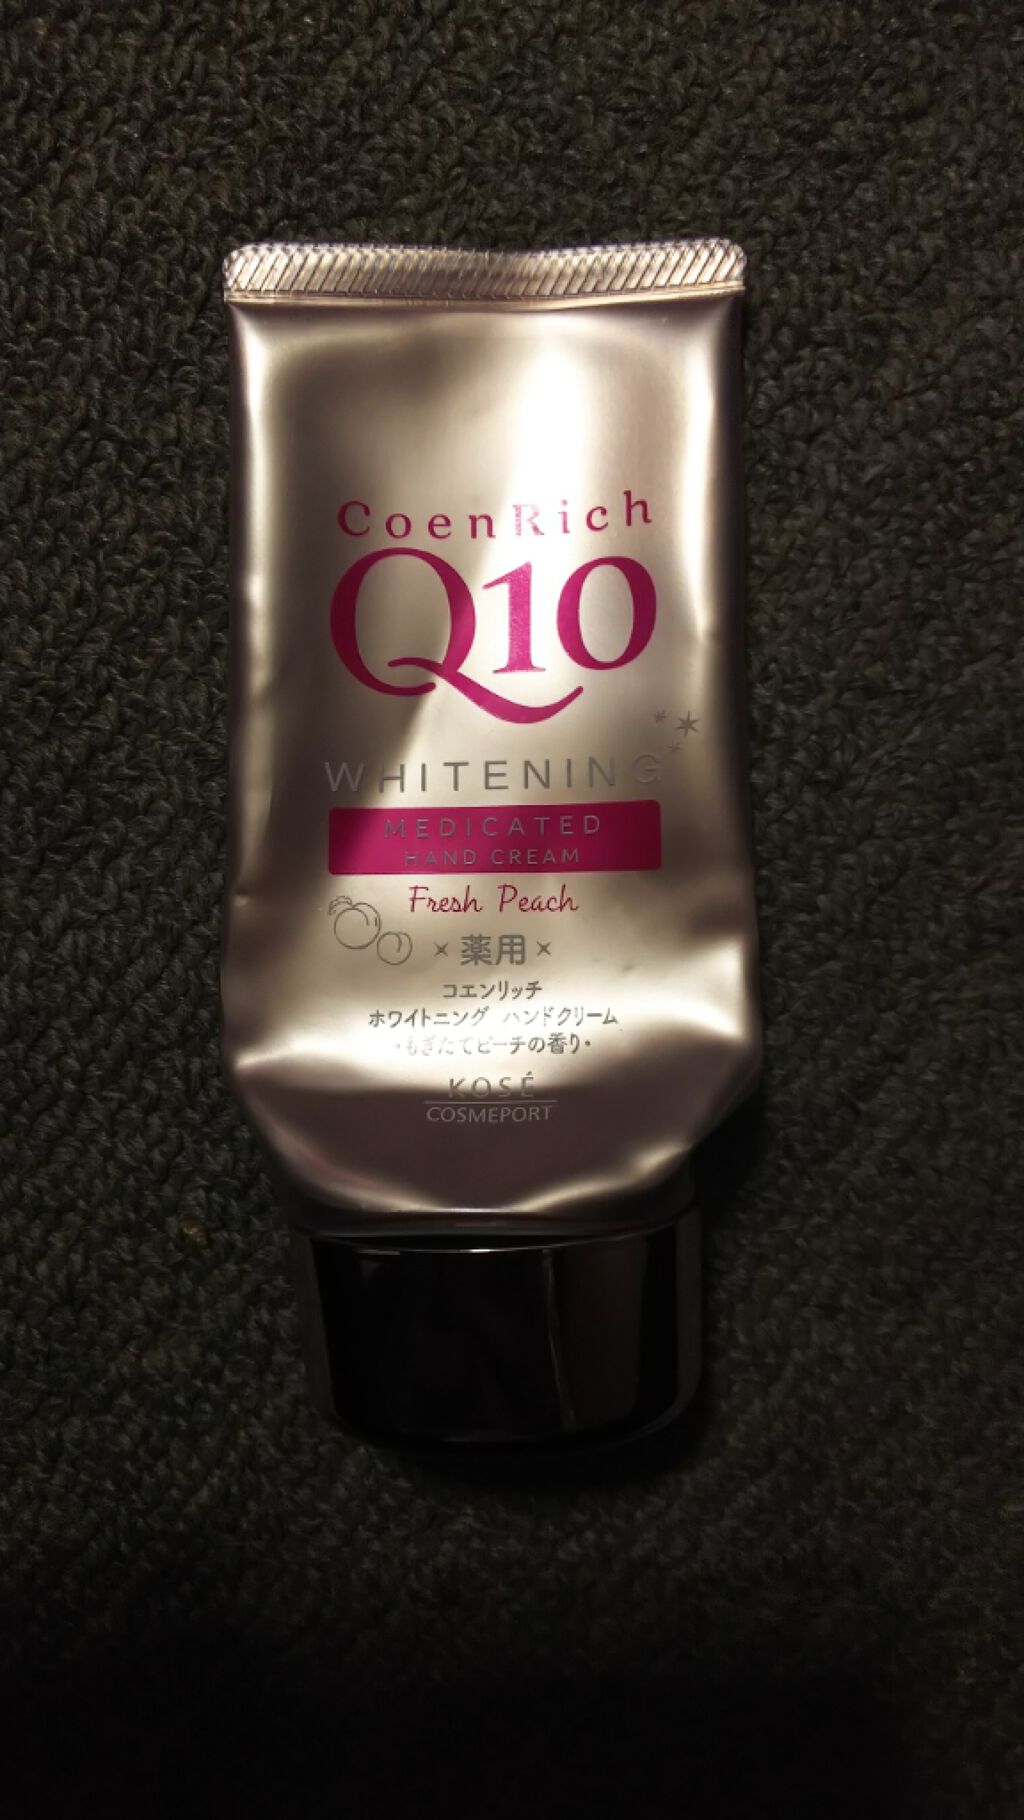 CoenRich
Q10
WHITENING
MEDICATED
HAND CREAM
Fresh Peach
薬用
コエンリッチ
ホワイトニング ハンドクリーム
・もぎたてピーチの香り・
KOSÉ
COSMEPORT